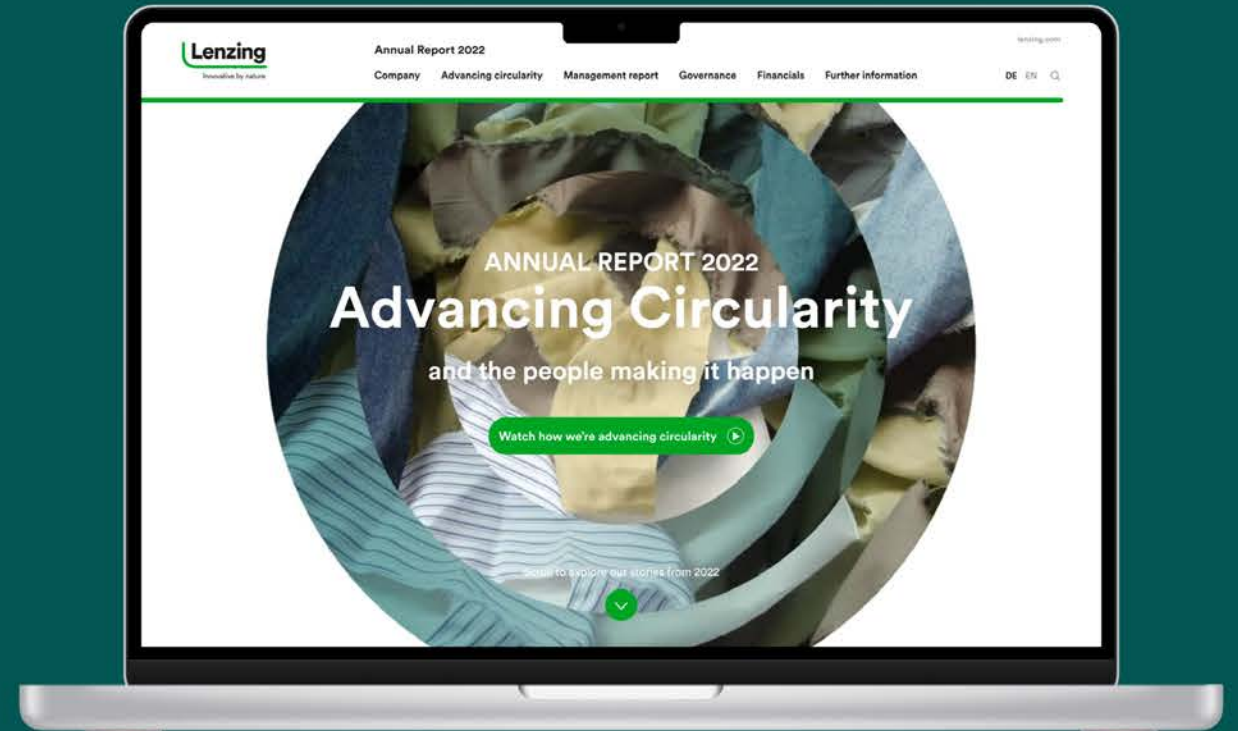 Lenzing
Innovative by nature
Annual Report 2022
lenzing.com
Company Advancing circularity Management report Governance Financials Further information
DE EN
ANNUAL REPORT 2022
Advancing Circularity
and the people making it happen
Watch how we're advancing circularity
Scroll to explore our stories from 2022